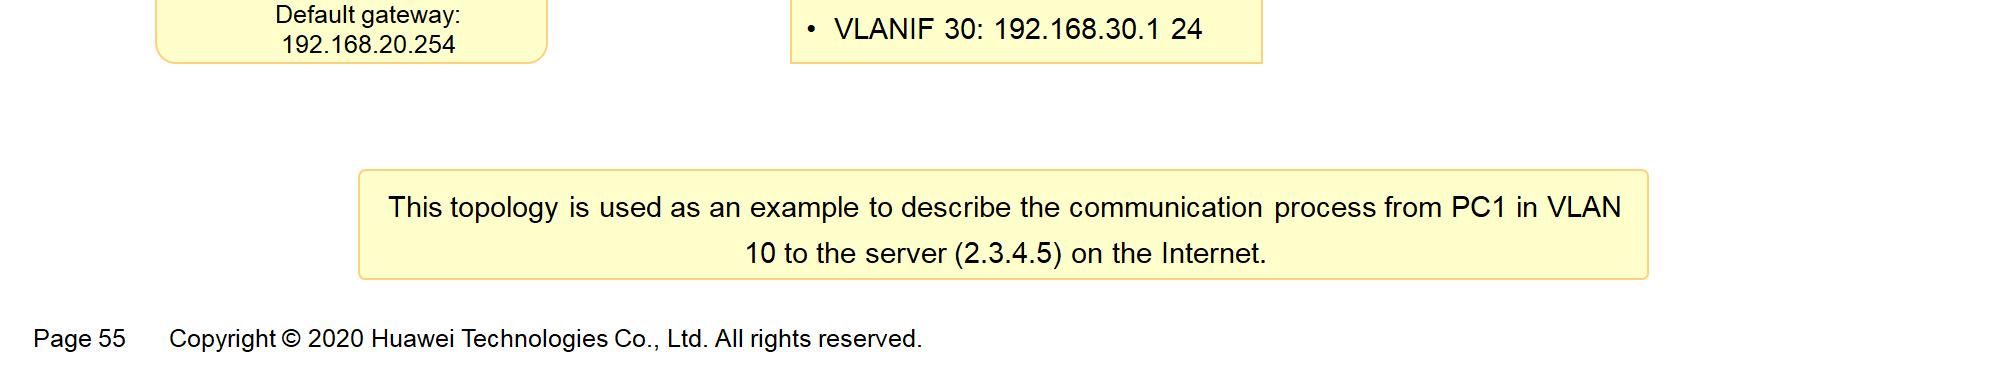 Default gateway:
192.168.20.254
• VLANIF 30: 192.168.30.1 24
This topology is used as an example to describe the communication process from PC1 in VLAN
10 to the server (2.3.4.5) on the Internet.
Page 55 Copyright © 2020 Huawei Technologies Co., Ltd. All rights reserved.